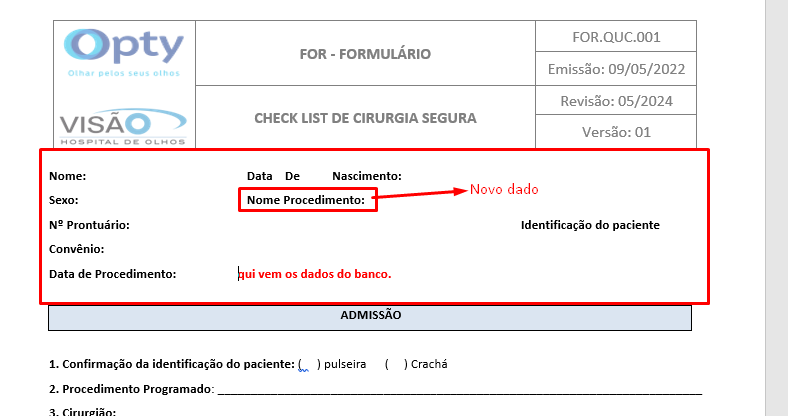 Opty
Olhar pelos seus olhos
VISÃO
HOSPITAL DE OLHOS
FOR - FORMULÁRIO
FOR.QUC.001
Emissão: 09/05/2022
CHECK LIST DE CIRURGIA SEGURA
Revisão: 05/2024
Versão: 01
Nome: Data De Nascimento:
Sexo: Nome Procedimento: Novo dado
Nº Prontuário: Identificação do paciente
Convênio:
Data de Procedimento: qui vem os dados do banco.
ADMISSÃO
1. Confirmação da identificação do paciente: ( ) pulseira ( ) Crachá
2. Procedimento Programado: ____________________
3. Cirurgião: